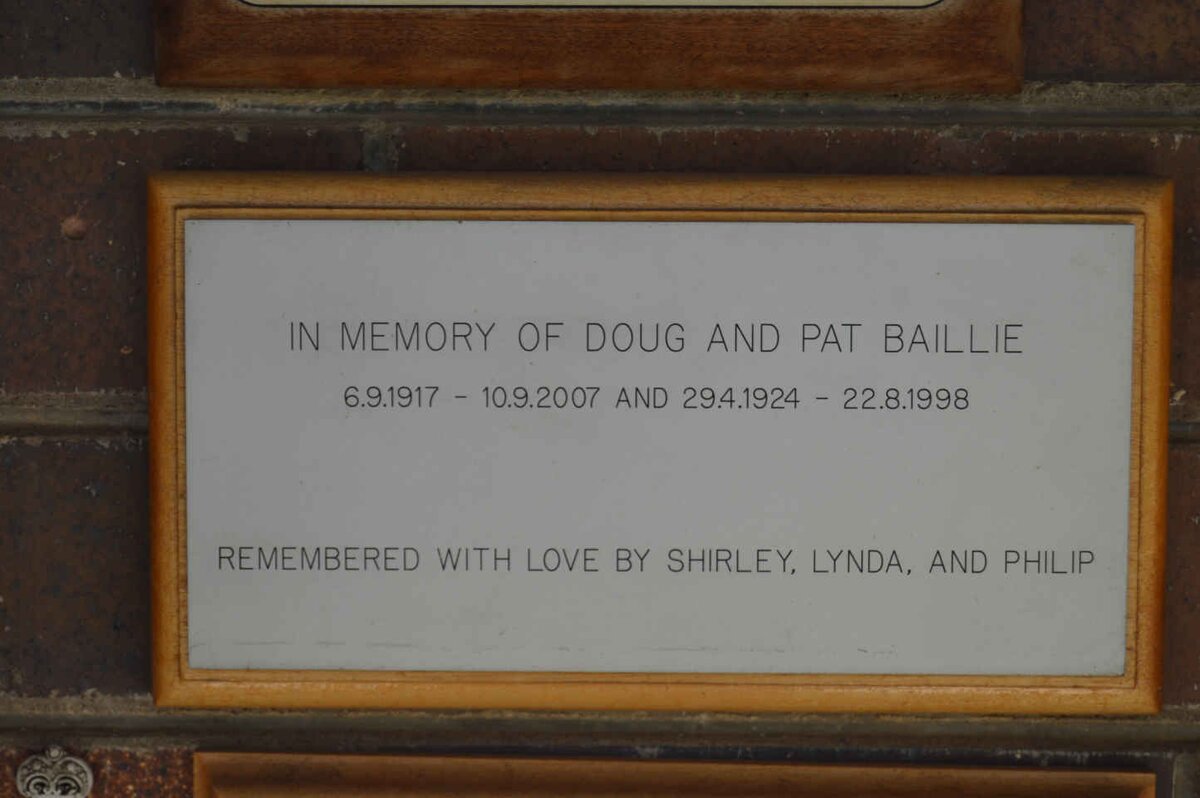 IN MEMORY OF DOUG AND PAT BAILLIE
6.9.1917 - 10.9.2007 AND 29.4.1924 - 22.8.1998
REMEMBERED WITH LOVE BY SHIRLEY, LYNDA, AND PHILIP